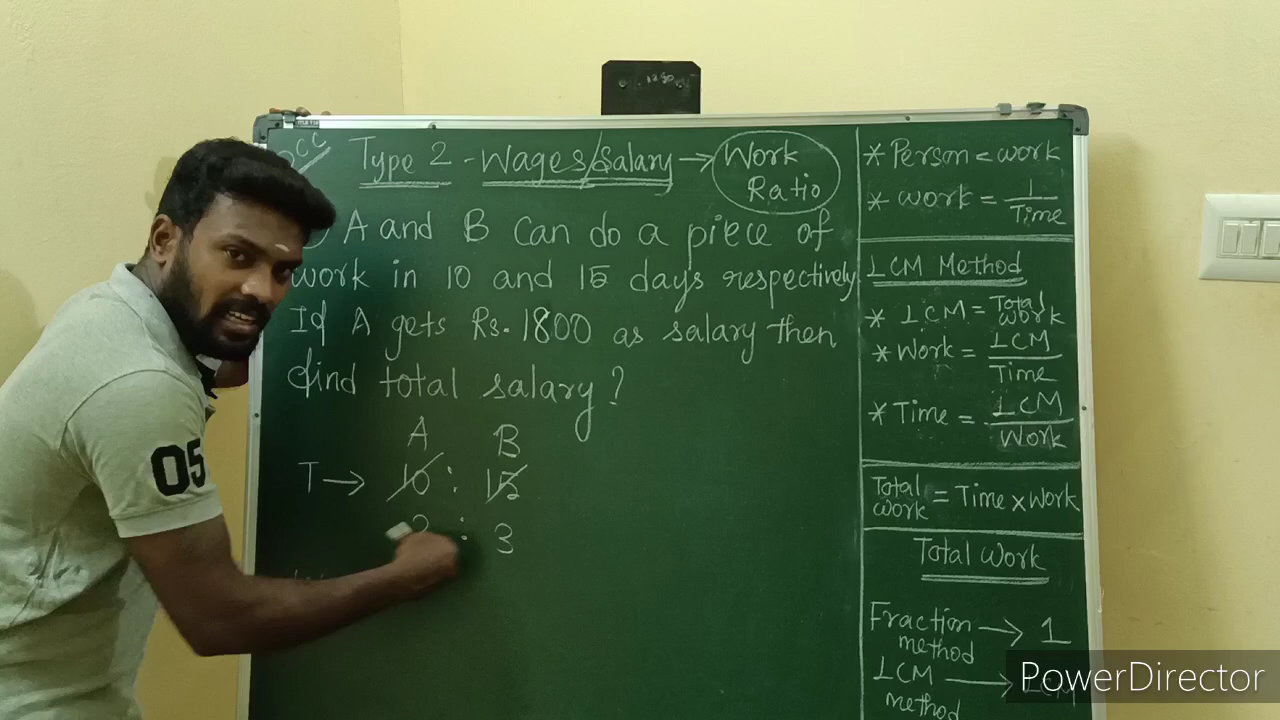 Type 2 - Wages/Salary → Work
Ratio
A and B Can do a piece of
work in 10 and 15 days respectively
If A gets Rs. 1800 as salary then
find total salary ?
A B
T → 10 : 15
2 : 3
* Person = work
* work = 1/Time
LCM Method
* LCM = Total work
* Work = LCM/Time
* Time = LCM/Work
Total work = Time x Work
Total Work
Fraction method → 1
LCM method →
PowerDirector
05